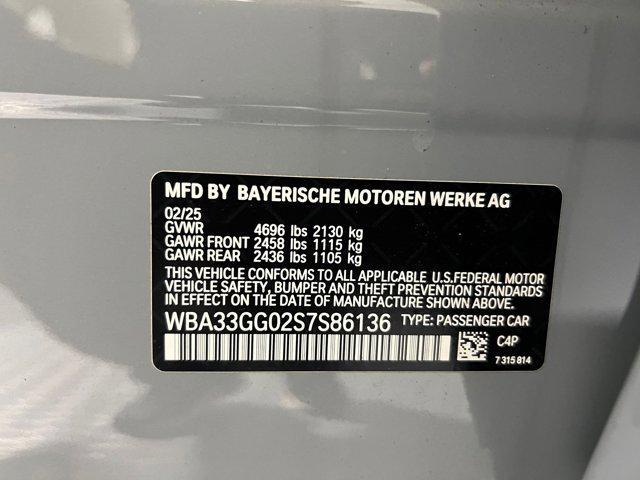 MFD BY BAYERISCHE MOTOREN WERKE AG
02/25
GVWR 4696 lbs 2130 kg
GAWR FRONT 2458 lbs 1115 kg
GAWR REAR 2436 lbs 1105 kg
THIS VEHICLE CONFORMS TO ALL APPLICABLE U.S.FEDERAL MOTOR
VEHICLE SAFETY, BUMPER AND THEFT PREVENTION STANDARDS
IN EFFECT ON THE DATE OF MANUFACTURE SHOWN ABOVE.
WBA33GG02S7S86136 TYPE: PASSENGER CAR
C4P
7 315 814